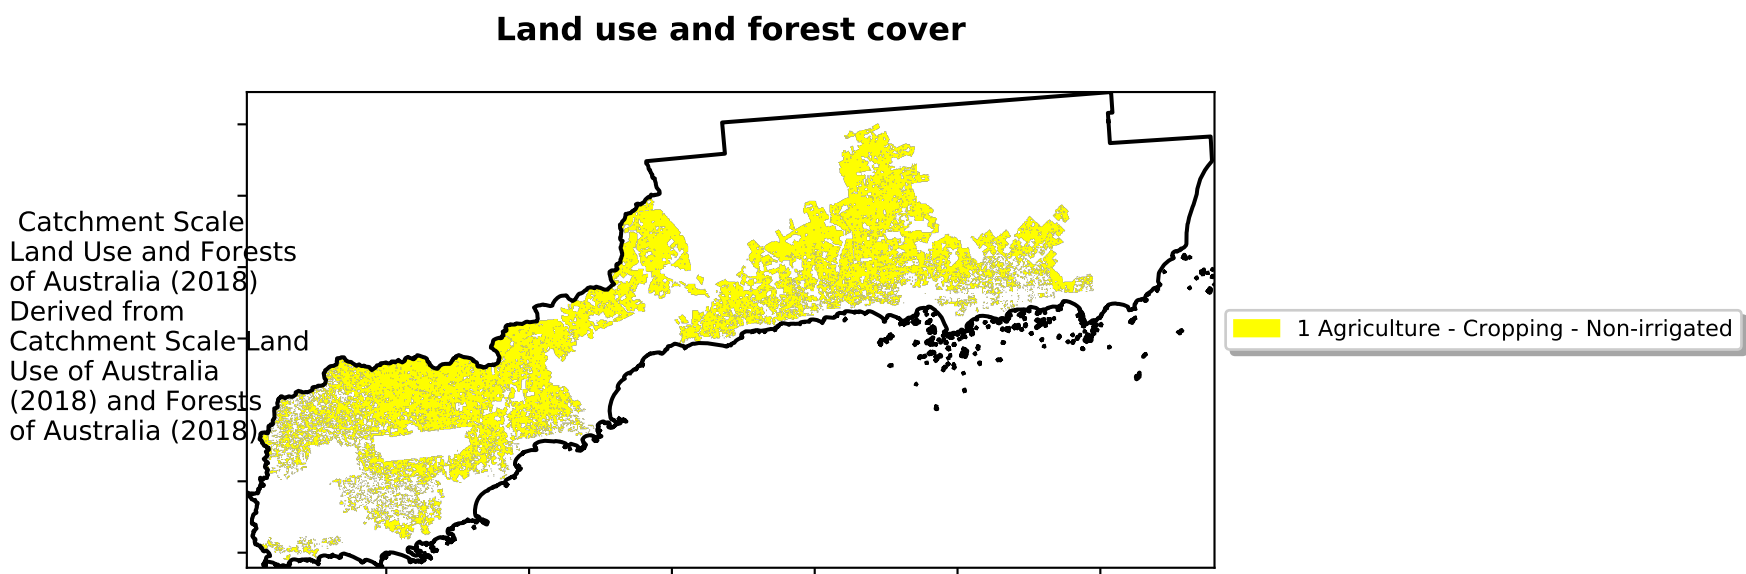 Land use and forest cover
Catchment Scale
Land Use and Forests
of Australia (2018)
Derived from
Catchment Scale Land
Use of Australia
(2018) and Forests
of Australia (2018)
1 Agriculture - Cropping - Non-irrigated